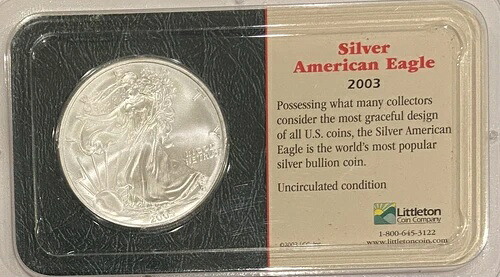 Silver
American Eagle
2003
Possessing what many collectors
consider the most graceful design
of all U.S. coins, the Silver American
Eagle is the world's most popular
silver bullion coin.
Uncirculated condition
Littleton
Coin Company
1-800-645-3122
www.littletoncoin.com